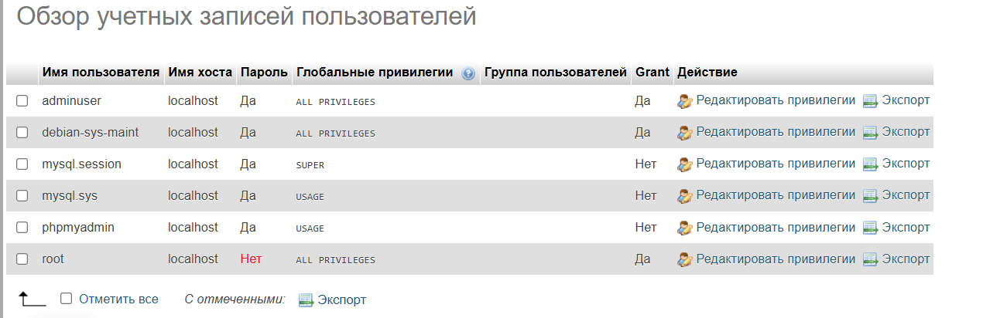 Обзор учетных записей пользователей
Имя пользователя Имя хоста Пароль Глобальные привилегии Группа пользователей Grant Действие
adminuser localhost Да ALL PRIVILEGES Да Редактировать привилегии Экспорт
debian-sys-maint localhost Да ALL PRIVILEGES Да Редактировать привилегии Экспорт
mysql.session localhost Да SUPER Нет Редактировать привилегии Экспорт
mysql.sys localhost Да USAGE Нет Редактировать привилегии Экспорт
phpmyadmin localhost Да USAGE Нет Редактировать привилегии Экспорт
root localhost Нет ALL PRIVILEGES Да Редактировать привилегии Экспорт
Отметить все С отмеченными: Экспорт